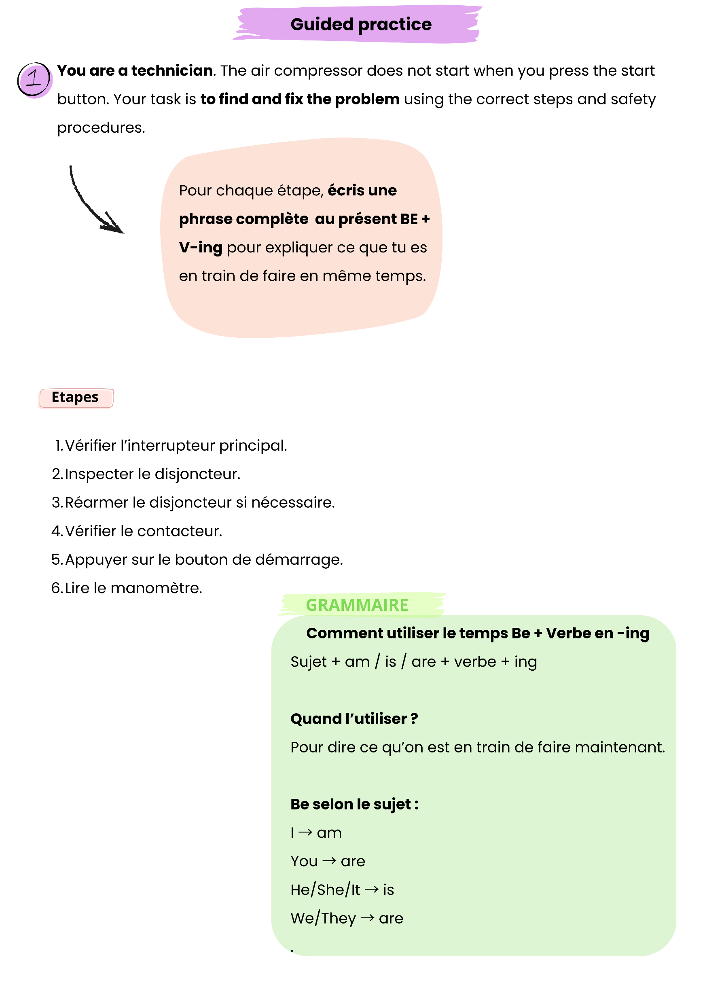 Guided practice
1
You are a technician. The air compressor does not start when you press the start
button. Your task is to find and fix the problem using the correct steps and safety
procedures.
Pour chaque étape, écris une
phrase complète au présent BE +
V-ing pour expliquer ce que tu es
en train de faire en même temps.
Etapes
1. Vérifier l’interrupteur principal.
2. Inspecter le disjoncteur.
3. Réarmer le disjoncteur si nécessaire.
4. Vérifier le contacteur.
5. Appuyer sur le bouton de démarrage.
6. Lire le manomètre.
GRAMMAIRE
Comment utiliser le temps Be + Verbe en -ing
Sujet + am / is / are + verbe + ing
Quand l’utiliser ?
Pour dire ce qu’on est en train de faire maintenant.
Be selon le sujet :
I → am
You → are
He/She/It → is
We/They → are
.